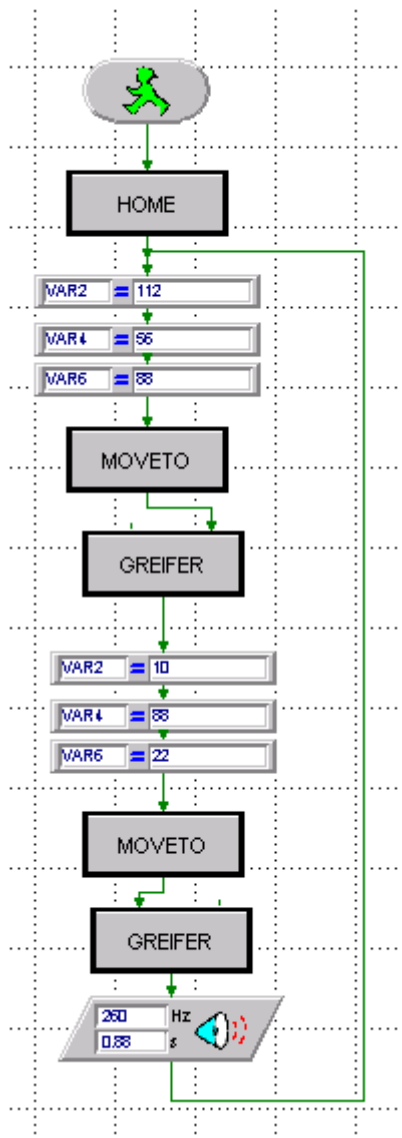 HOME
VAR2 = 112
VAR4 = 56
VAR6 = 88
MOVETO
GREIFER
VAR2 = 10
VAR4 = 88
VAR6 = 22
MOVETO
GREIFER
260 Hz
0.88 s